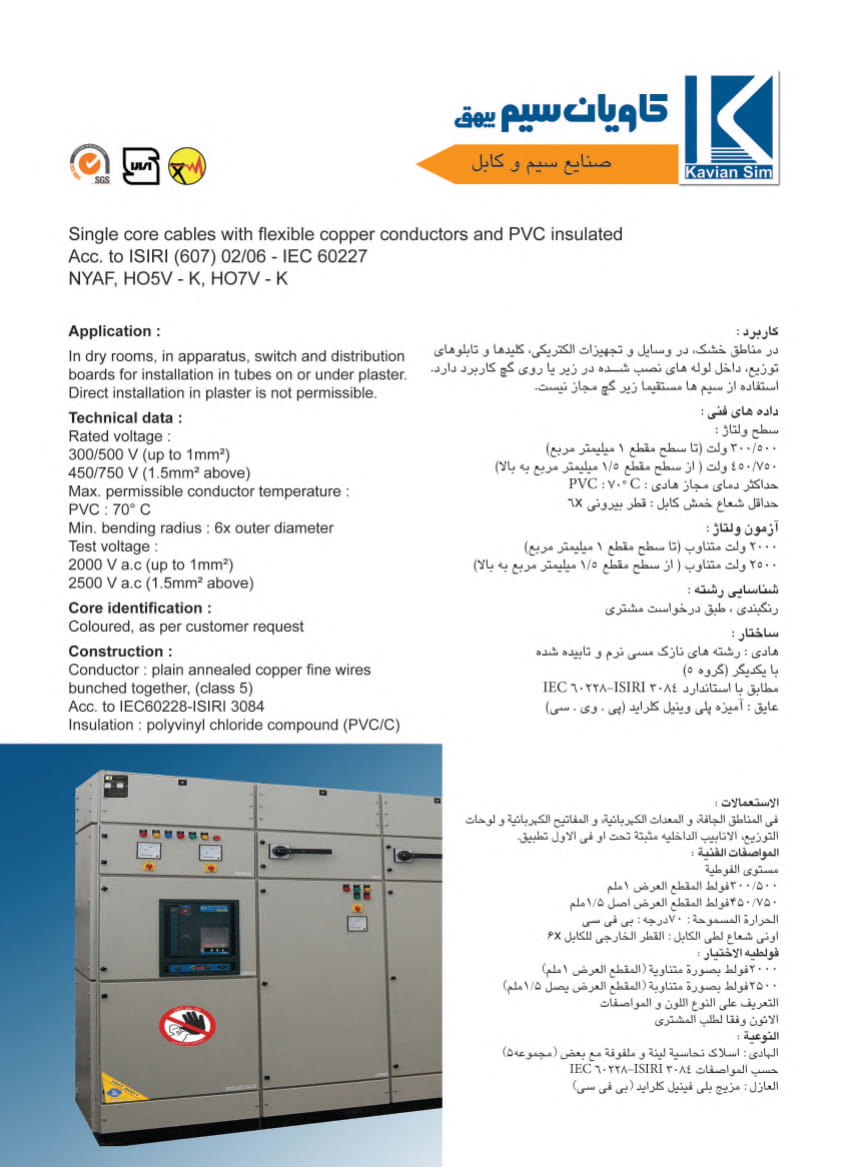 کاویان سیم بیهق
صنایع سیم و کابل
Kavian Sim
SGS
Single core cables with flexible copper conductors and PVC insulated
Acc. to ISIRI (607) 02/06 - IEC 60227
NYAF, HO5V - K, HO7V - K
Application :
In dry rooms, in apparatus, switch and distribution
boards for installation in tubes on or under plaster.
Direct installation in plaster is not permissible.
Technical data :
Rated voltage :
300/500 V (up to 1mm²)
450/750 V (1.5mm² above)
Max. permissible conductor temperature :
PVC : 70° C
Min. bending radius : 6x outer diameter
Test voltage :
2000 V a.c (up to 1mm²)
2500 V a.c (1.5mm² above)
Core identification :
Coloured, as per customer request
Construction :
Conductor : plain annealed copper fine wires
bunched together, (class 5)
Acc. to IEC60228-ISIRI 3084
Insulation : polyvinyl chloride compound (PVC/C)
کاربرد :
در مناطق خشک، در وسایل و تجهیزات الکتریکی، کلیدها و تابلوهای
توزیع، داخل لوله های نصب شده در زیر یا روی گچ کاربرد دارد.
استفاده از سیم ها مستقیما زیر گچ مجاز نیست.
داده های فنی :
سطح ولتاژ :
۳۰۰/۵۰۰ ولت (تا سطح مقطع ۱ میلیمتر مربع)
٤٥٠/٧٥٠ ولت ( از سطح مقطع ۱/۵ میلیمتر مربع به بالا)
حداکثر دمای مجاز هادی : PVC : ۷۰° C
حداقل شعاع خمش کابل : قطر بیرونی ٦X
آزمون ولتاژ :
۲۰۰۰ ولت متناوب (تا سطح مقطع ۱ میلیمتر مربع)
۲۵۰۰ ولت متناوب ( از سطح مقطع ۱/۵ میلیمتر مربع به بالا)
شناسایی رشته :
رنگبندی ، طبق درخواست مشتری
ساختار :
هادی : رشته های نازک مسی نرم و تابیده شده
با یکدیگر (گروه ٥)
مطابق با استاندارد IEC ٦٠٢٢٨-ISIRI ٣٠٨٤
عایق : آمیزه پلی وینیل کلراید (پی . وی . سی)
الاستعمالات :
فی المناطق الجافة، و المعدات الکهربائیة، و المفاتیح الکهربائیة و لوحات
التوزیع، الانابیب الداخلیه مثبتة تحت او فی الاول تطبیق.
المواصفات الفنیة :
مستوی الفوطیة
۳۰۰/۵۰۰فولط المقطع العرض ۱ملم
۴۵۰/۷۵۰فولط المقطع العرض اصل ۱/۵ملم
الحرارة المسموحة : ۷۰درجه : بی فی سی
اونی شعاع لطی الکابل : القطر الخارجی للکابل ۶X
فولطیه الاختیار :
۲۰۰۰فولط بصورة متناوبة (المقطع العرض ۱ملم)
۲۵۰۰فولط بصورة متناوبة (المقطع العرض یصل ۱/۵ملم)
التعریف علی النوع اللون و المواصفات
الائون وفقا لطلب المشتری
النوعیة :
الهادی : اسلاک نحاسیة لینة و ملفوفة مع بعض (مجموعه۵)
حسب المواصفات IEC ٦٠٢٢٨-ISIRI ٣٠٨٤
العازل : مزیج بلی فینیل کلراید (بی فی سی)